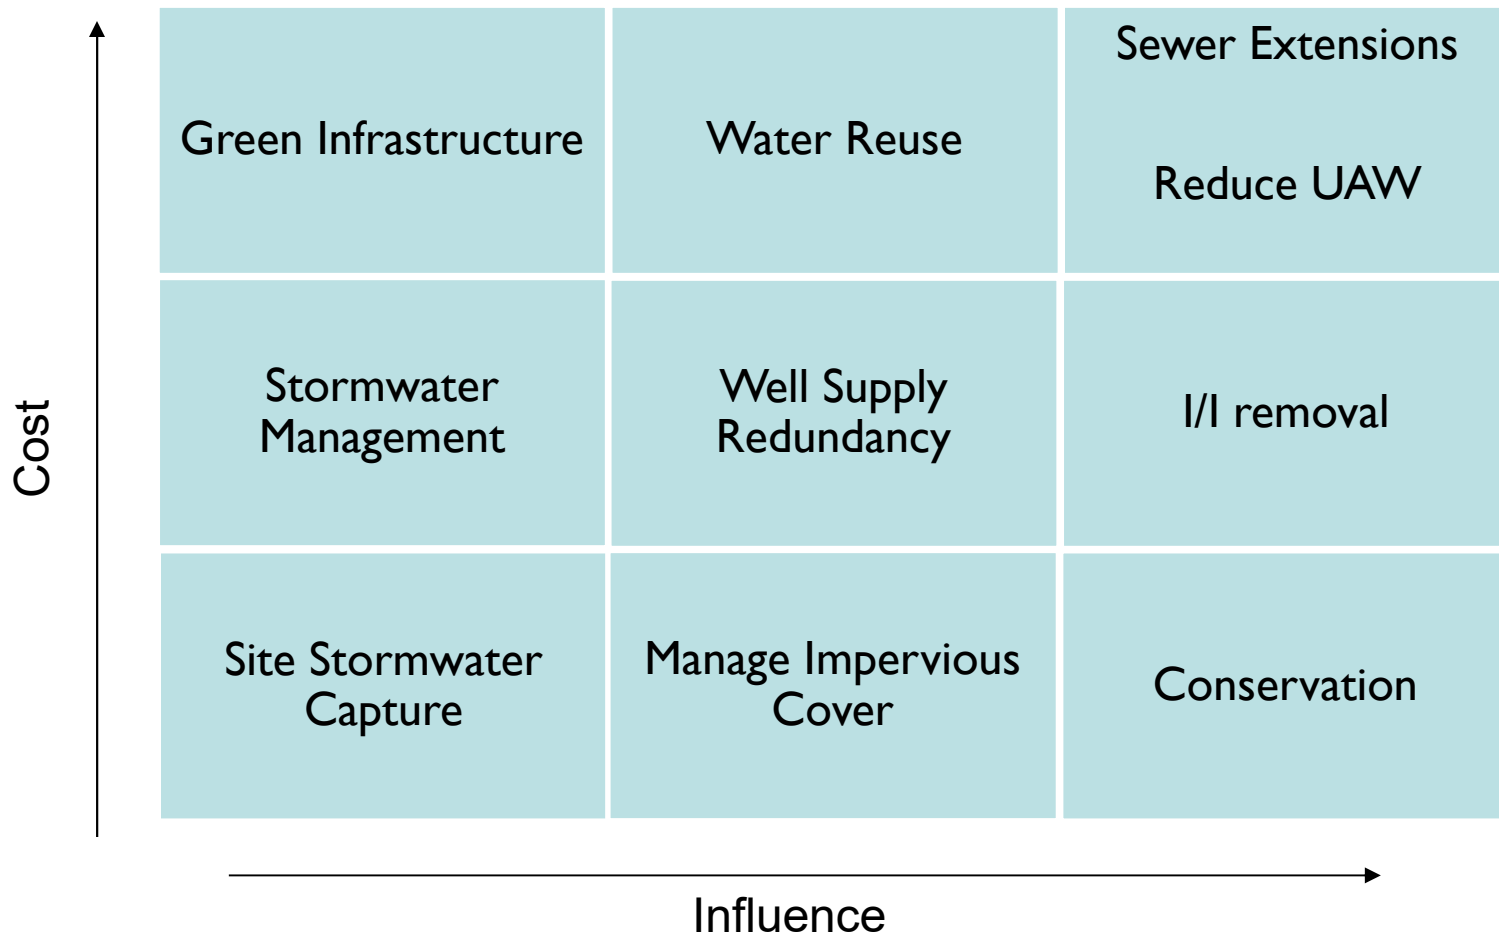 Sewer Extensions
Green Infrastructure
Water Reuse
Reduce UAW
Stormwater
Management
Well Supply
Redundancy
I/I removal
Site Stormwater
Capture
Manage Impervious
Cover
Conservation
Cost
Influence